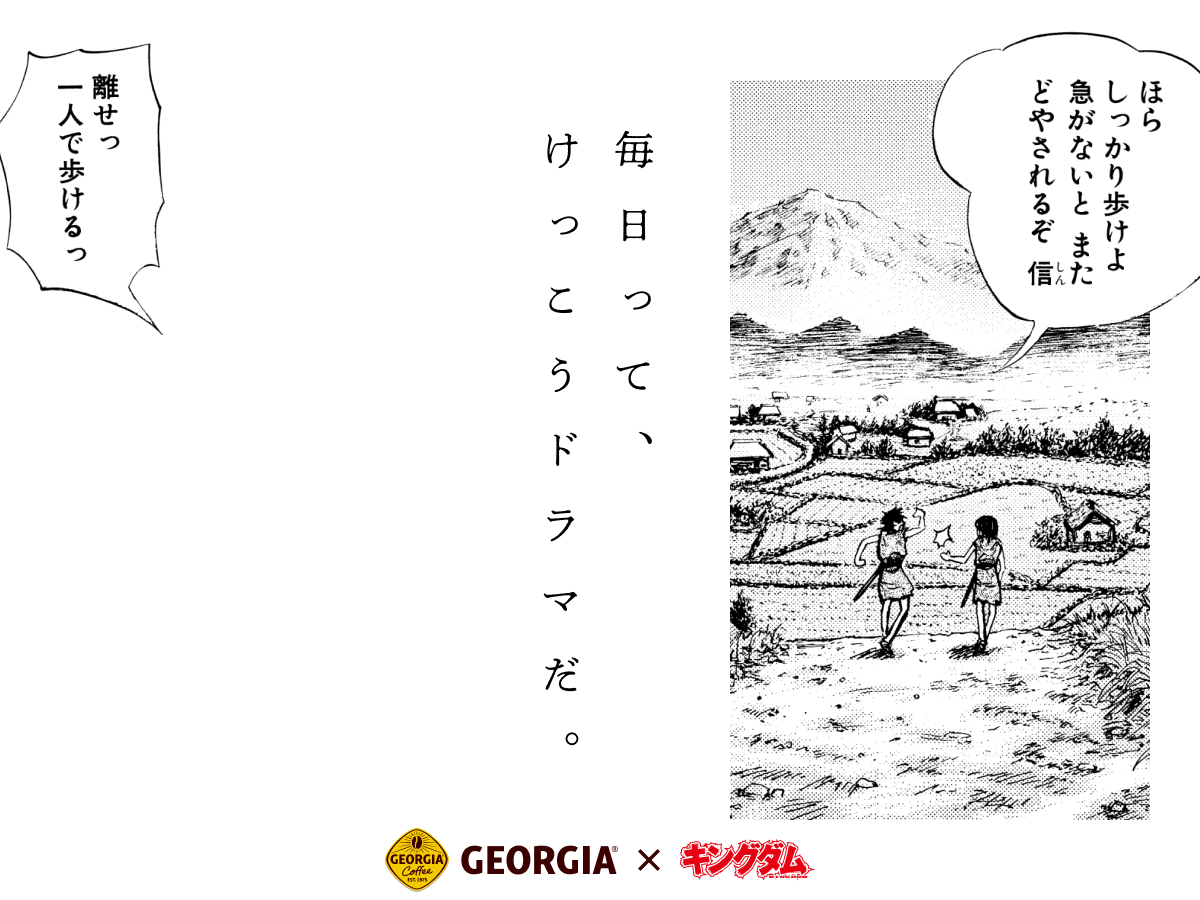 ほら
しっかり歩けよ
急がないと また
どやされるぞ 信
しん
毎日って、
けっこうドラマだ。
離せっ
一人で歩けるっ
GEORGIA
Coffee
EST. 1975
GEORGIA® × キングダム